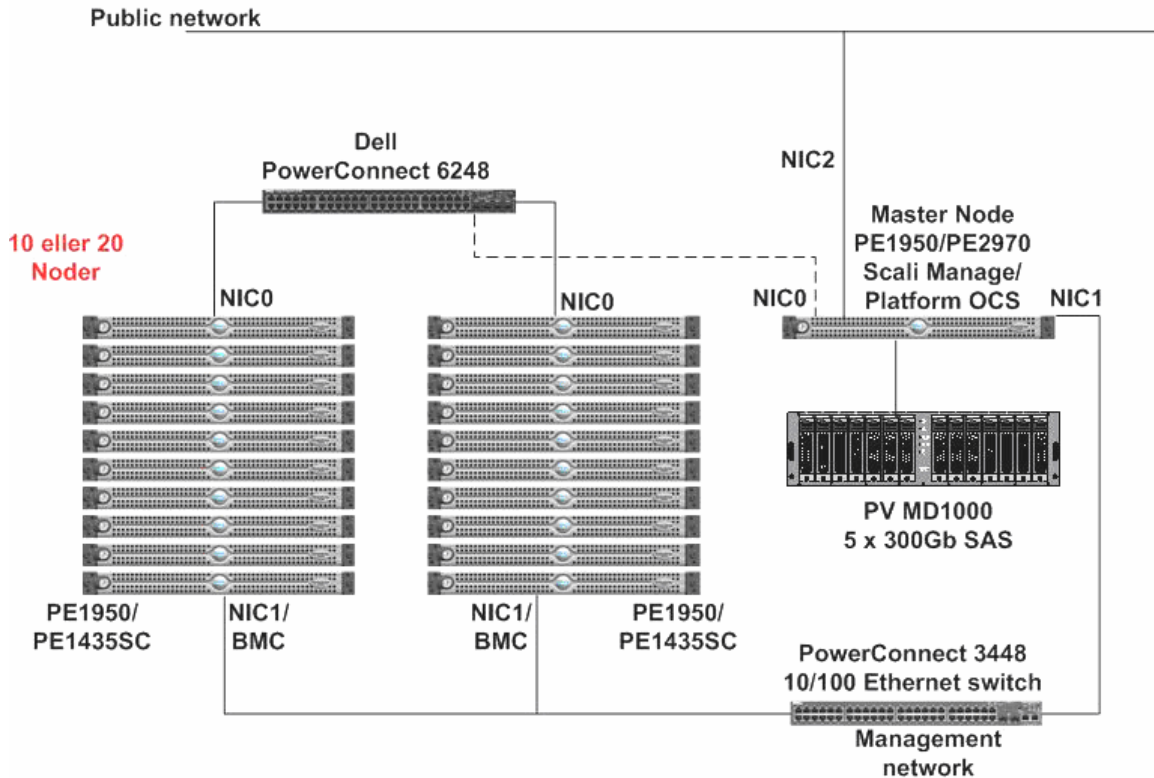 Public network
Dell
PowerConnect 6248
NIC2
10 eller 20
Noder
Master Node
PE1950/PE2970
Scali Manage/
Platform OCS
NIC0
NIC0
NIC0
NIC1
PV MD1000
5 x 300Gb SAS
PE1950/
PE1435SC
NIC1/
BMC
NIC1/
BMC
PE1950/
PE1435SC
PowerConnect 3448
10/100 Ethernet switch
Management
network